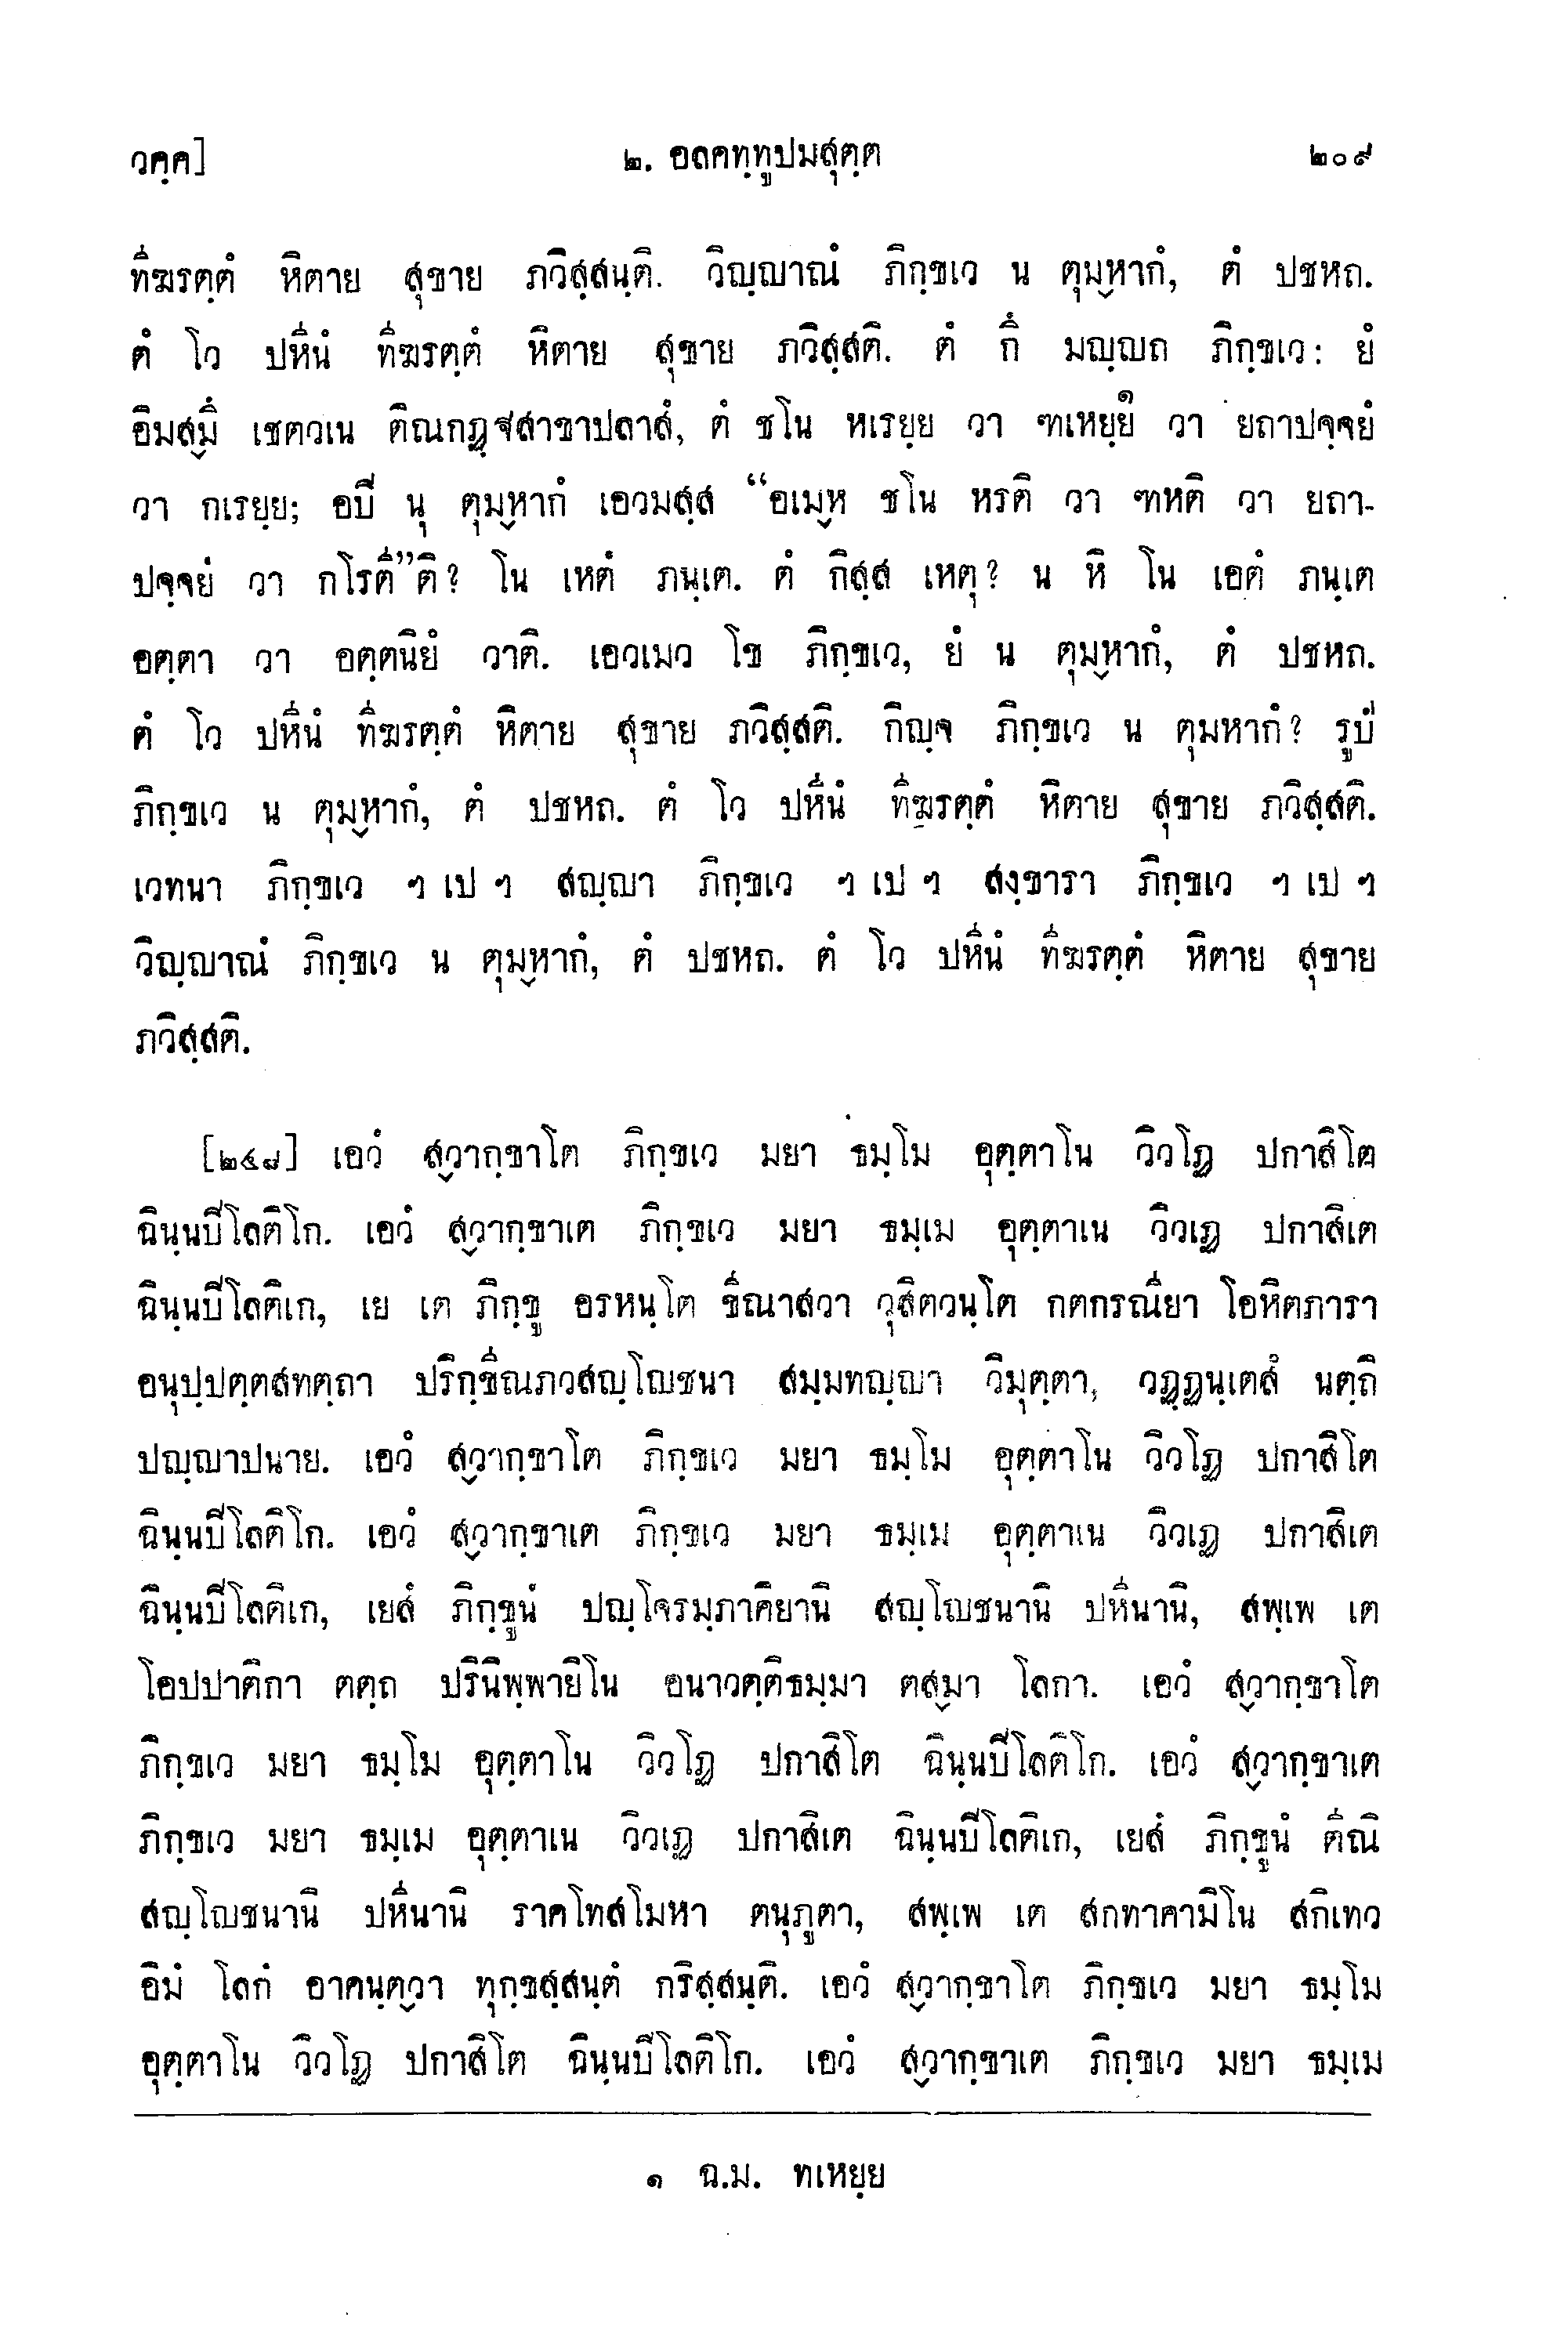 วคฺค] ๒. อลคทฺทูปมสุตฺต ๒๐๙
ทีฆรตฺตํ หิตาย สุขาย ภวิสฺสนฺติ. วิญฺญาณํ ภิกฺขเว น ตุมฺหากํ, ตํ ปชหถ.
ตํ โว ปหีนํ ทีฆรตฺตํ หิตาย สุขาย ภวิสฺสติ. ตํ กึ มญฺญถ ภิกฺขเว: ยํ
อิมสฺมึ เชตวเน ติณกฏฺฐสาขาปลาสํ, ตํ ชโน หเรยฺย วา ฑเหยฺย๑ วา ยถาปจฺจยํ
วา กเรยฺย; อปิ นุ ตุมฺหากํ เอวมสฺส “อเมฺห ชโน หรติ วา ฑหติ วา ยถา-
ปจฺจยํ วา กโรตี”ติ? โน เหตํ ภนฺเต. ตํ กิสฺส เหตุ? น หิ โน เอตํ ภนฺเต
อตฺตา วา อตฺตนิยํ วาติ. เอวเมว โข ภิกฺขเว, ยํ น ตุมฺหากํ, ตํ ปชหถ.
ตํ โว ปหีนํ ทีฆรตฺตํ หิตาย สุขาย ภวิสฺสติ. กิญฺจ ภิกฺขเว น ตุมหากํ? รูปํ
ภิกฺขเว น ตุมฺหากํ, ตํ ปชหถ. ตํ โว ปหีนํ ทีฆรตฺตํ หิตาย สุขาย ภวิสฺสติ.
เวทนา ภิกฺขเว ฯ เป ฯ สญฺญา ภิกฺขเว ฯ เป ฯ สงฺขารา ภิกฺขเว ฯ เป ฯ
วิญฺญาณํ ภิกฺขเว น ตุมฺหากํ, ตํ ปชหถ. ตํ โว ปหีนํ ทีฆรตฺตํ หิตาย สุขาย
ภวิสฺสติ.
[๒๔๘] เอวํ สฺวากฺขาโต ภิกฺขเว มยา ธมฺโม อุตฺตาโน วิวโฏ ปกาสิโต
ฉินฺนปิโลติโก. เอวํ สฺวากฺขาเต ภิกฺขเว มยา ธมฺเม อุตฺตาเน วิวเฏ ปกาสิเต
ฉินฺนปิโลติเก, เย เต ภิกฺขู อรหนฺโต ขีณาสวา วุสิตวนฺโต กตกรณียา โอหิตภารา
อนุปฺปตฺตสทตฺถา ปริกฺขีณภวสญฺโญชนา สมฺมทญฺญา วิมุตฺตา, วฏฺฏนฺเตสํ นตฺถิ
ปญฺญาปนาย. เอวํ สฺวากฺขาโต ภิกฺขเว มยา ธมฺโม อุตฺตาโน วิวโฏ ปกาสิโต
ฉินฺนปิโลติโก. เอวํ สฺวากฺขาเต ภิกฺขเว มยา ธมฺเม อุตฺตาเน วิวเฏ ปกาสิเต
ฉินฺนปิโลติเก, เยสํ ภิกฺขูนํ ปญฺโจรมฺภาคิยานิ สญฺโญชนานิ ปหีนานิ, สพฺเพ เต
โอปปาติกา ตตฺถ ปรินิพฺพายิโน อนาวตฺติธมฺมา ตสฺมา โลกา. เอวํ สฺวากฺขาโต
ภิกฺขเว มยา ธมฺโม อุตฺตาโน วิวโฏ ปกาสิโต ฉินฺนปิโลติโก. เอวํ สฺวากฺขาเต
ภิกฺขเว มยา ธมฺเม อุตฺตาเน วิวเฏ ปกาสิเต ฉินฺนปิโลติเก, เยสํ ภิกฺขูนํ ตีณิ
สญฺโญชนานิ ปหีนานิ ราคโทสโมหา ตนุภูตา, สพฺเพ เต สกทาคามิโน สกิเทว
อิมํ โลกํ อาคนฺตฺวา ทุกฺขสฺสนฺตํ กริสฺสนฺติ. เอวํ สฺวากฺขาโต ภิกฺขเว มยา ธมฺโม
อุตฺตาโน วิวโฏ ปกาสิโต ฉินฺนปิโลติโก. เอวํ สฺวากฺขาเต ภิกฺขเว มยา ธมฺเม
๑ ฉ.ม. ทเหยฺย